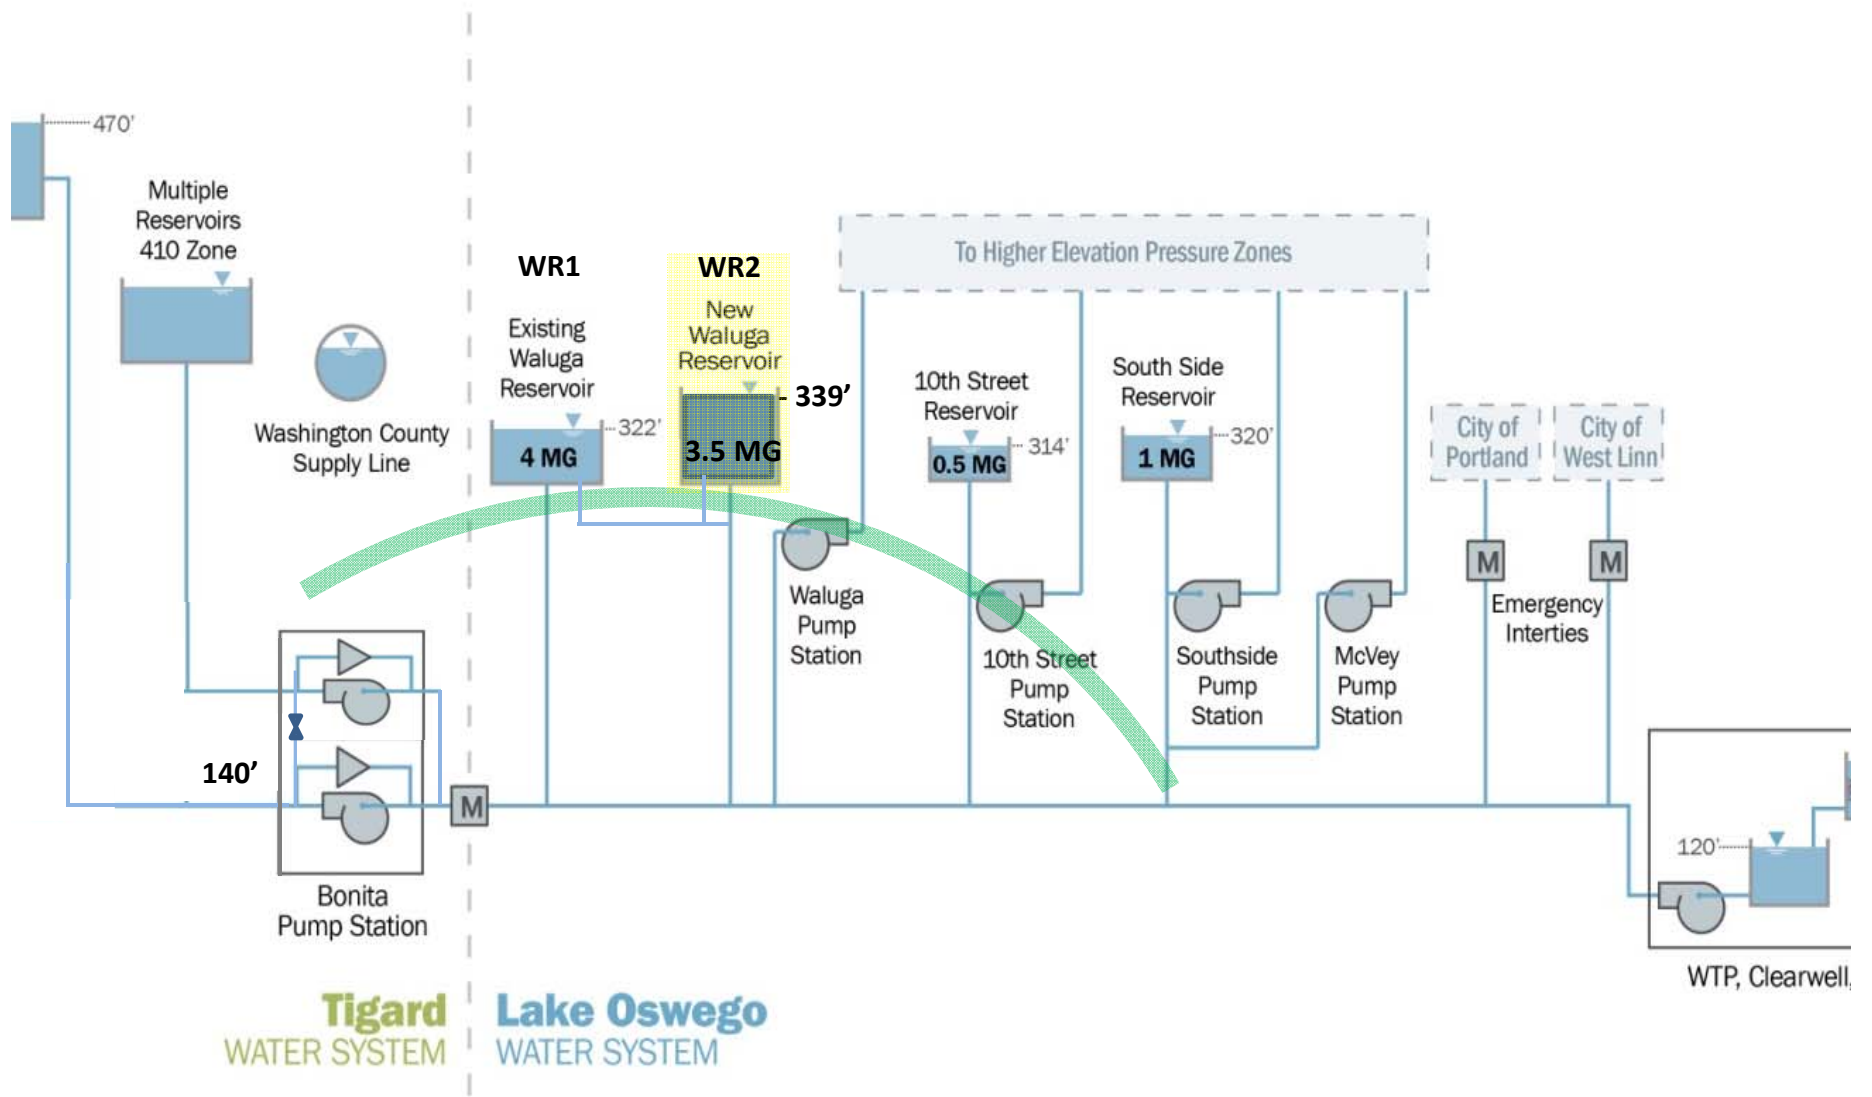 470'
Multiple
Reservoirs
410 Zone
Washington County
Supply Line
WR1
Existing
Waluga
Reservoir
322'
4 MG
WR2
New
Waluga
Reservoir
339’
3.5 MG
To Higher Elevation Pressure Zones
10th Street
Reservoir
314'
0.5 MG
South Side
Reservoir
320'
1 MG
City of
Portland
City of
West Linn
M
M
Emergency
Interties
Waluga
Pump
Station
10th Street
Pump
Station
Southside
Pump
Station
McVey
Pump
Station
140’
M
Bonita
Pump Station
120'
WTP, Clearwell,
Tigard
WATER SYSTEM
Lake Oswego
WATER SYSTEM